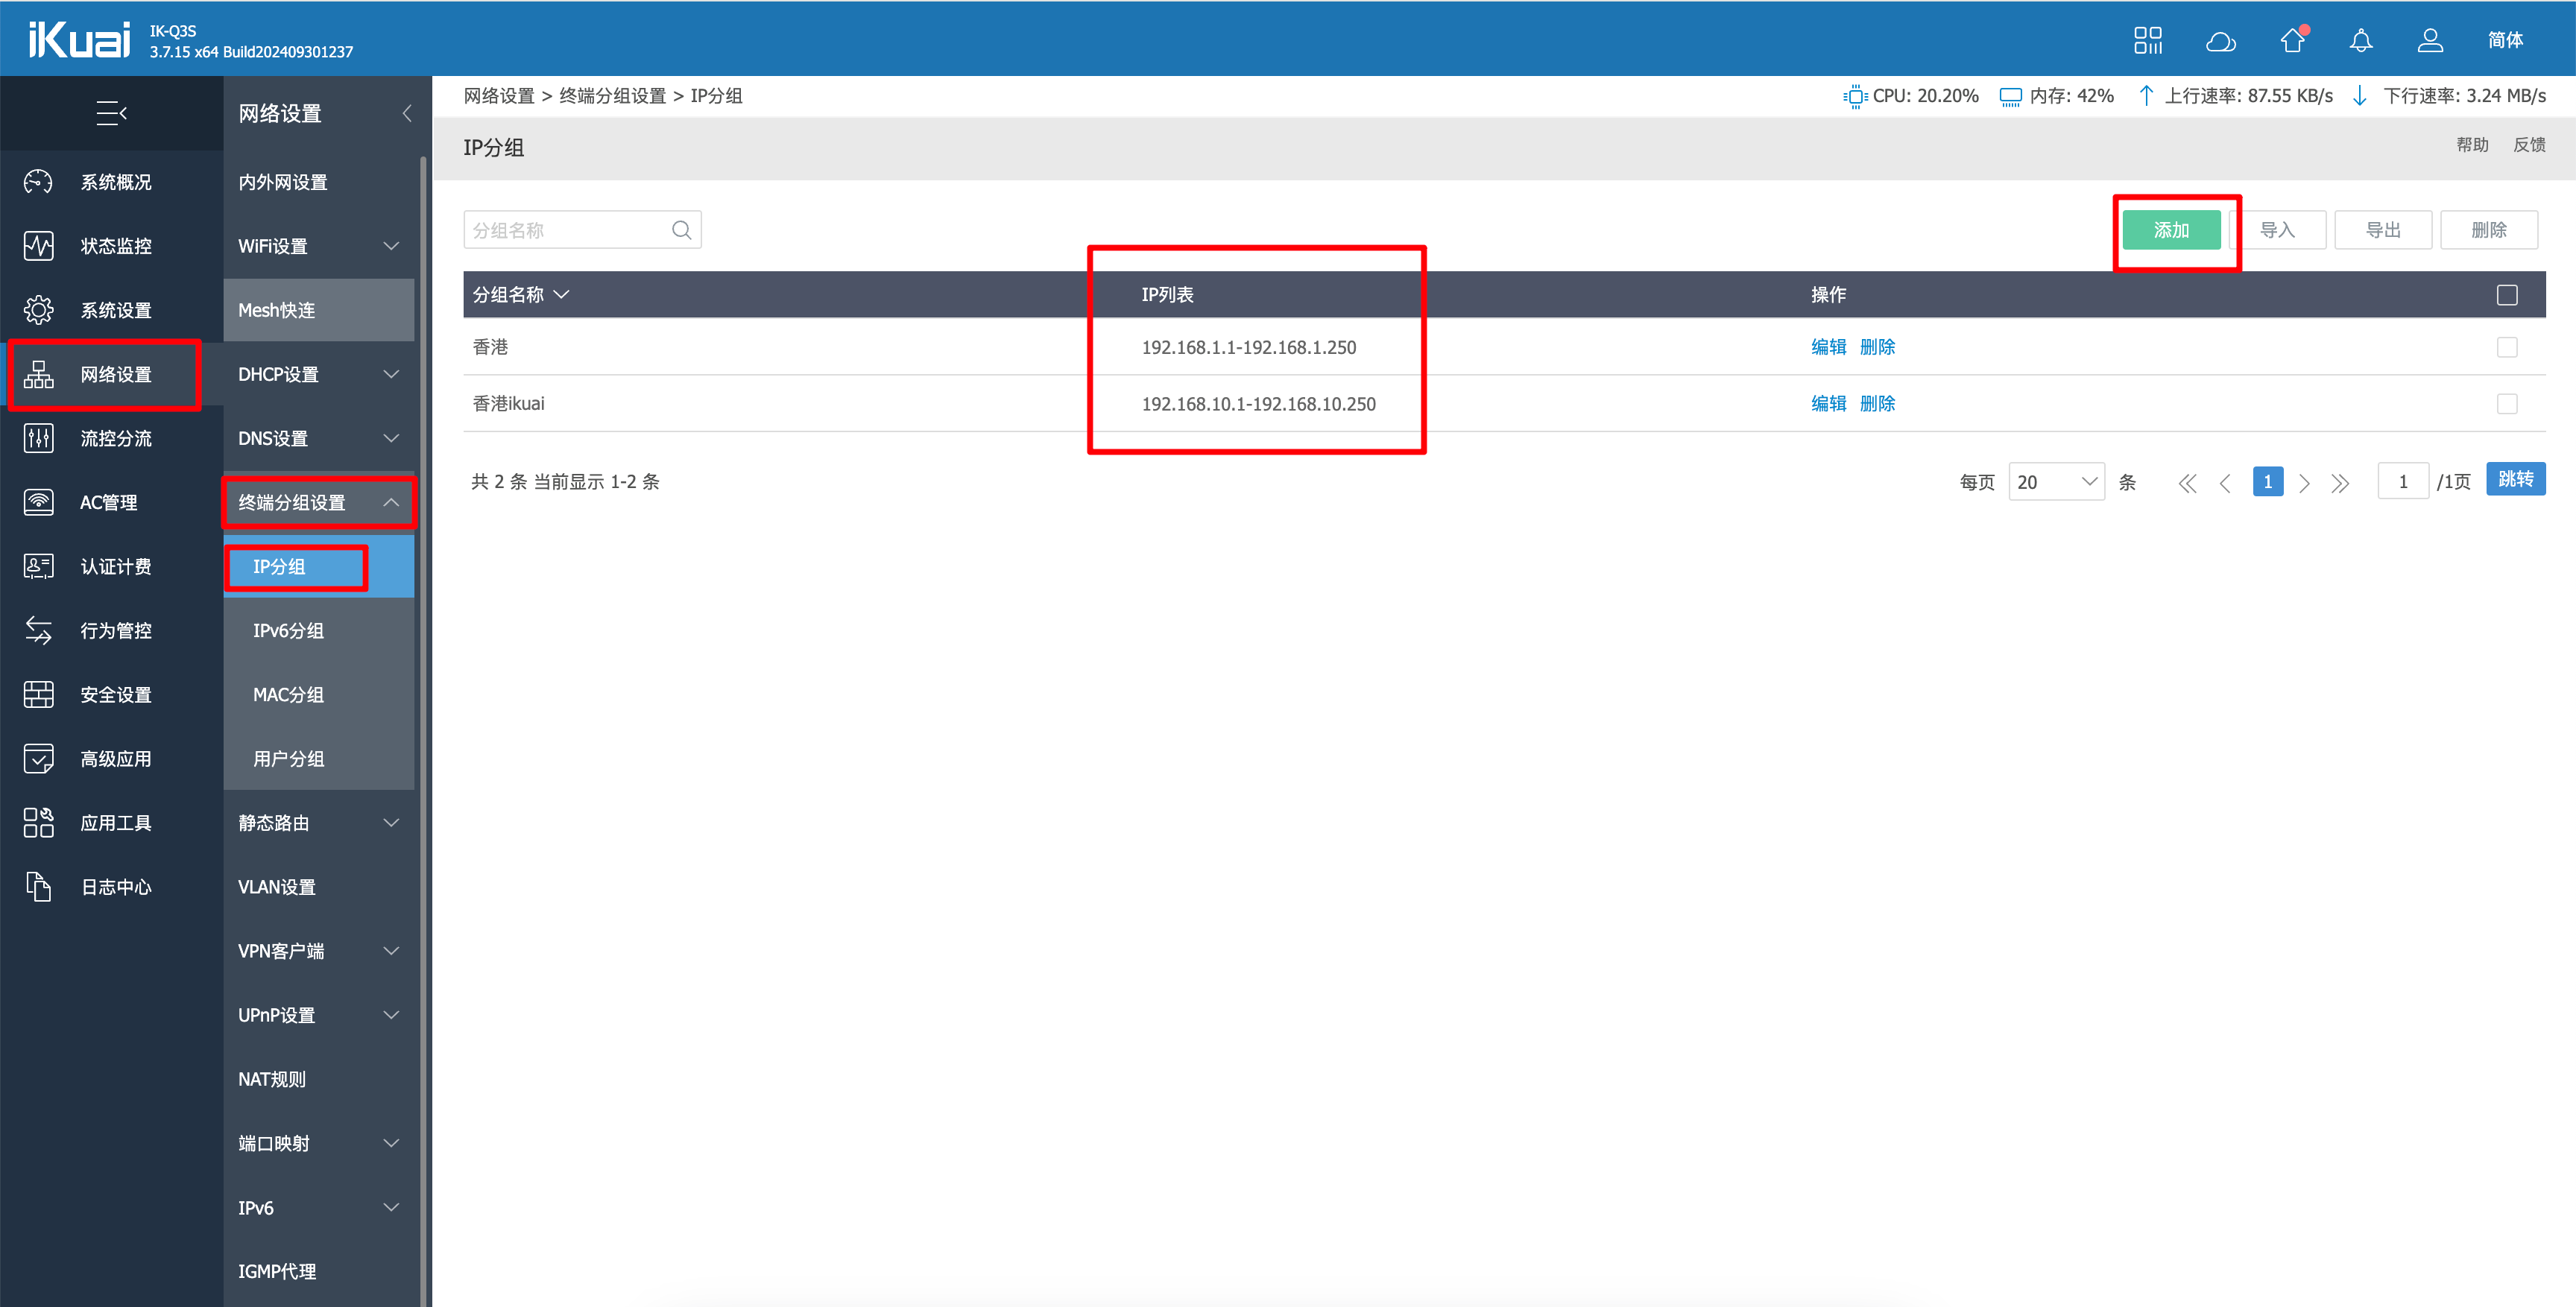 iKuai
IK-Q3S
3.7.15 x64 Build202409301237
简体
系统概况
状态监控
系统设置
网络设置
流控分流
AC管理
认证计费
行为管控
安全设置
高级应用
应用工具
日志中心
网络设置
内外网设置
WiFi设置
Mesh快连
DHCP设置
DNS设置
终端分组设置
IP分组
IPv6分组
MAC分组
用户分组
静态路由
VLAN设置
VPN客户端
UPnP设置
NAT规则
端口映射
IPv6
IGMP代理
网络设置 > 终端分组设置 > IP分组
CPU: 20.20% 内存: 42% 上行速率: 87.55 KB/s 下行速率: 3.24 MB/s
IP分组
帮助 反馈
分组名称
添加 导入 导出 删除
分组名称 IP列表 操作
香港 192.168.1.1-192.168.1.250 编辑 删除
香港ikuai 192.168.10.1-192.168.10.250 编辑 删除
共 2 条 当前显示 1-2 条
每页 20 条 1 1 /1页 跳转